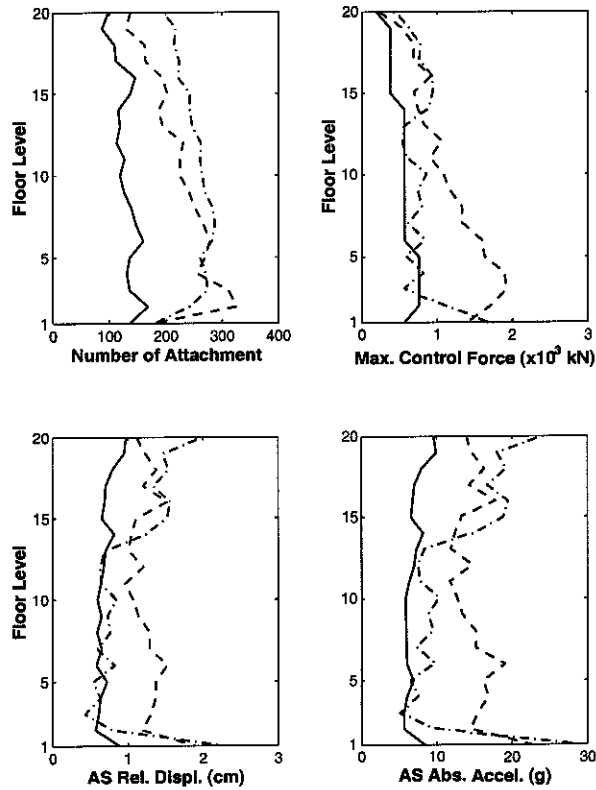 20
15
10
5
1
0 100 200 300 400
Floor Level
Number of Attachment
20
15
10
5
1
0 1 2 3
Floor Level
Max. Control Force (x10³ kN)
20
15
10
5
1
0 1 2 3
Floor Level
AS Rel. Displ. (cm)
20
15
10
5
1
0 10 20 30
AS Abs. Accel. (g)